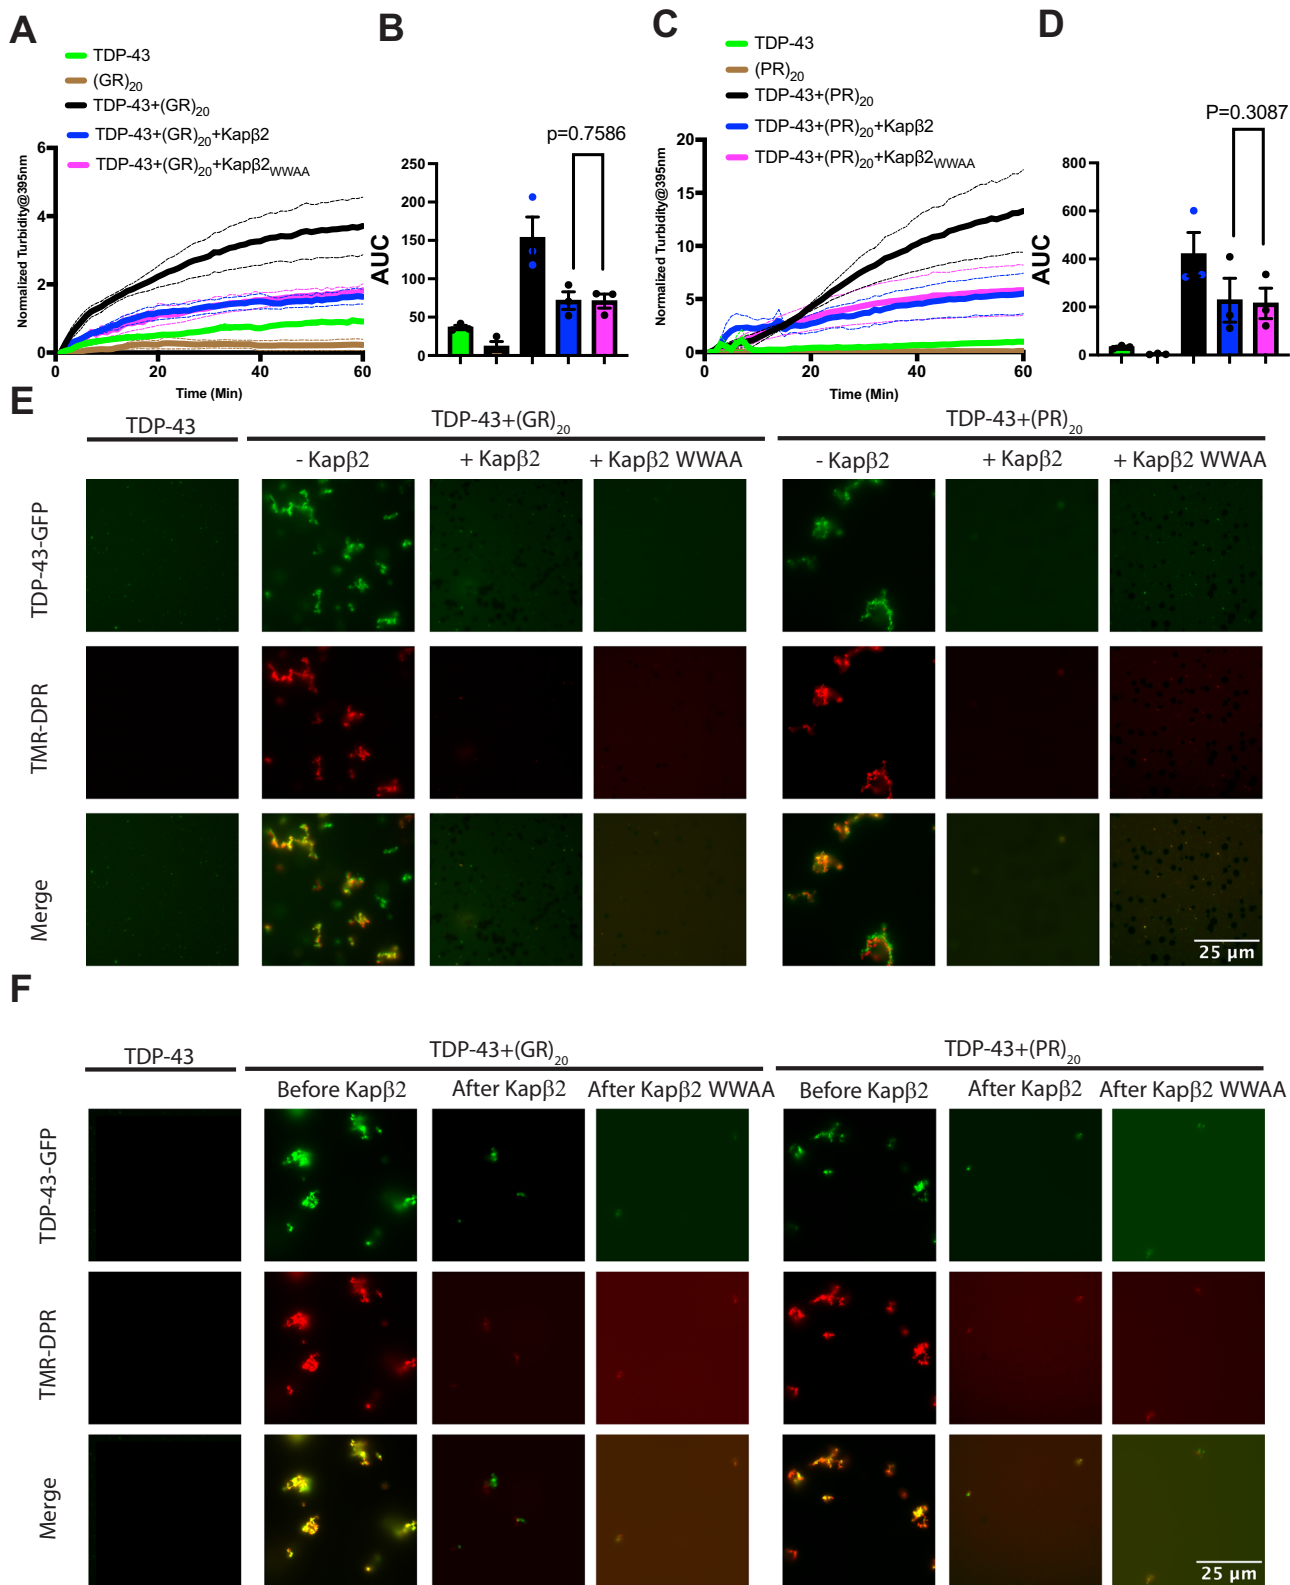 A
TDP-43
(GR)20
TDP-43+(GR)20
TDP-43+(GR)20+Kapβ2
TDP-43+(GR)20+Kapβ2WWAA
Normalized Turbidity@395nm
6
4
2
0
0
20
40
60
Time (Min)
B
p=0.7586
AUC
250
200
150
100
50
0
C
TDP-43
(PR)20
TDP-43+(PR)20
TDP-43+(PR)20+Kapβ2
TDP-43+(PR)20+Kapβ2WWAA
Normalized Turbidity@395nm
20
15
10
5
0
0
20
40
60
Time (Min)
D
P=0.3087
AUC
800
600
400
200
0
E
TDP-43
TDP-43+(GR)20
TDP-43+(PR)20
- Kapβ2
+ Kapβ2
+ Kapβ2 WWAA
- Kapβ2
+ Kapβ2
+ Kapβ2 WWAA
TDP-43-GFP
TMR-DPR
Merge
25 µm
F
TDP-43
TDP-43+(GR)20
TDP-43+(PR)20
Before Kapβ2
After Kapβ2
After Kapβ2 WWAA
Before Kapβ2
After Kapβ2
After Kapβ2 WWAA
TDP-43-GFP
TMR-DPR
Merge
25 µm